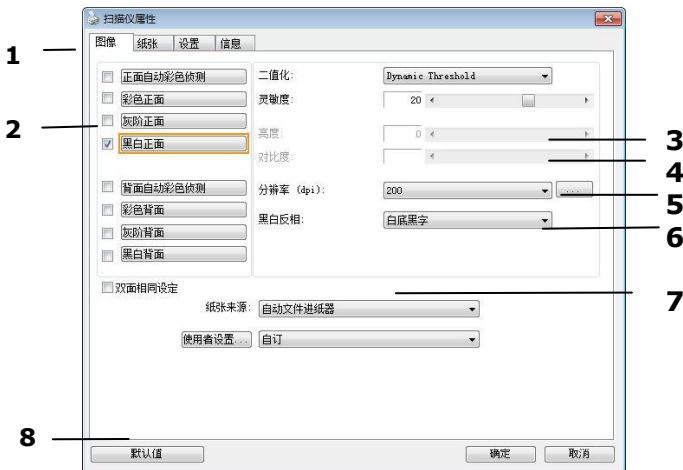 扫描仪属性
图像 纸张 设置 信息
1
正面自动彩色侦测
彩色正面
灰阶正面
黑白正面
2
背面自动彩色侦测
彩色背面
灰阶背面
黑白背面
二值化: Dynamic Threshold
灵敏度: 20
亮度: 0
3
对比度:
4
分辨率 (dpi): 200 ...
5
黑白反相: 白底黑字
6
双面相同设定
7
纸张来源: 自动文件进纸器
使用者设置... 自订
8
默认值 确定 取消